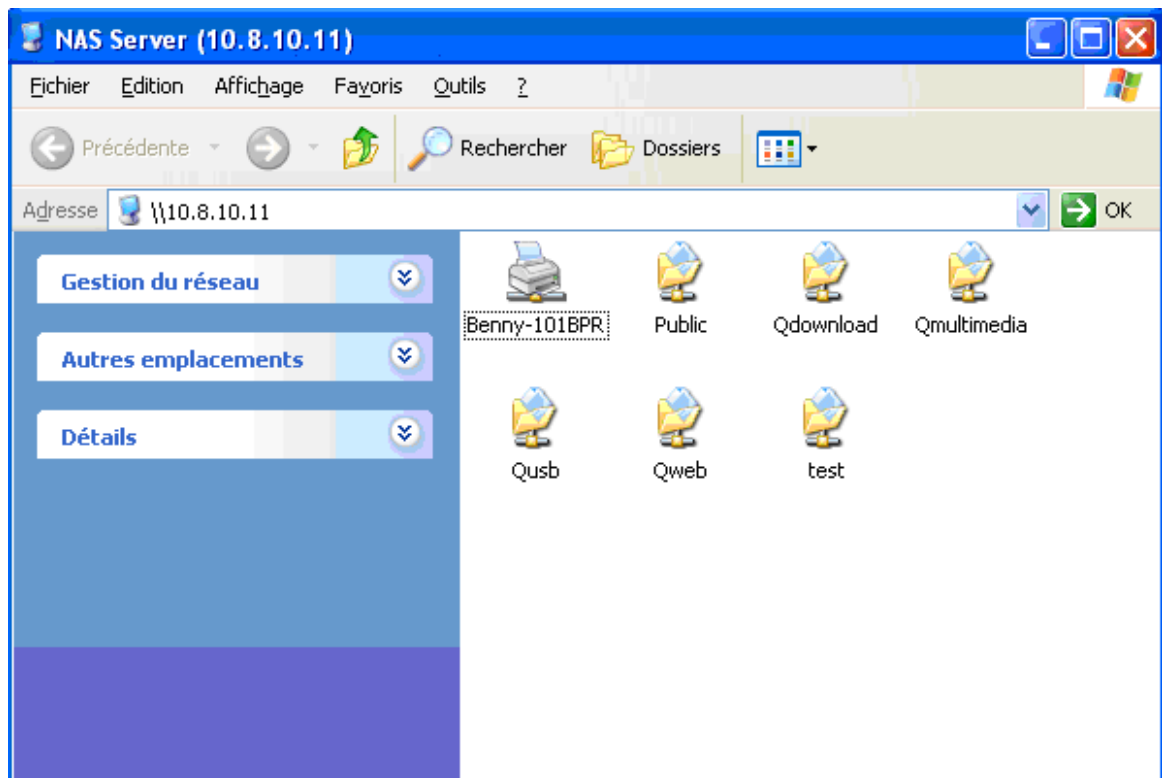 NAS Server (10.8.10.11)
Fichier Edition Affichage Favoris Outils ?
Précédente Rechercher Dossiers
Adresse \\10.8.10.11 OK
Gestion du réseau
Autres emplacements
Détails
Benny-101BPR Public Qdownload Qmultimedia
Qusb Qweb test